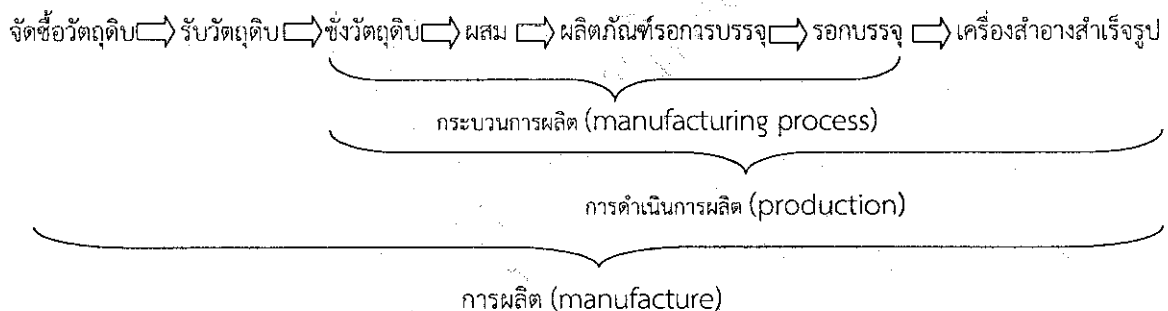 จัดซื้อวัตถุดิบ รับวัตถุดิบ ชั่งวัตถุดิบ ผสม ผลิตภัณฑ์รอการบรรจุ รอกบรรจุ เครื่องสำอางสำเร็จรูป
กระบวนการผลิต (manufacturing process)
การดำเนินการผลิต (production)
การผลิต (manufacture)